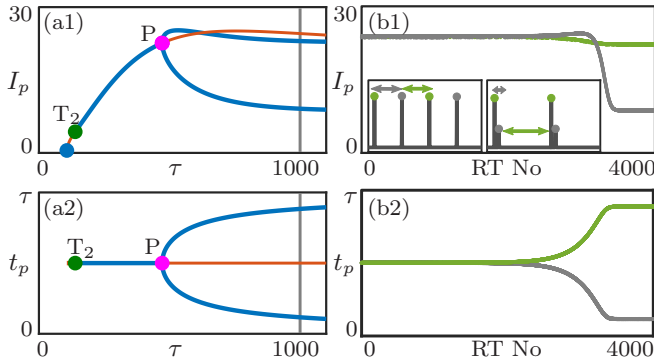 30 (a1) P I_p T_2 0 0 τ 1000
30 (b1) I_p 0 0 RT No 4000
τ (a2) T_2 P t_p 0 0 τ 1000
τ (b2) t_p 0 0 RT No 4000